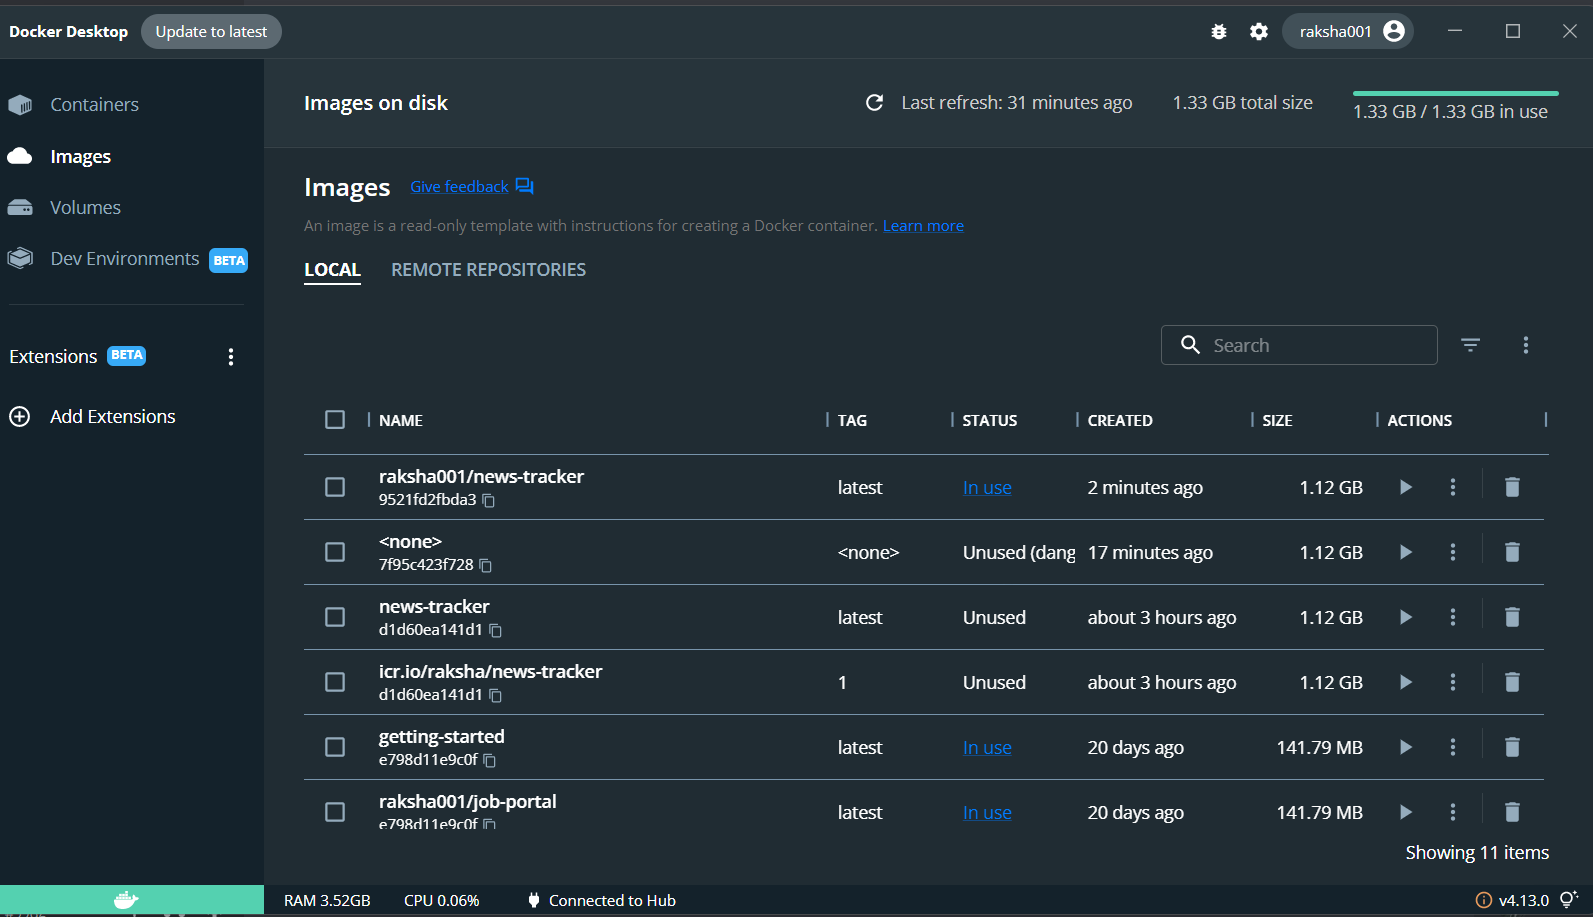 Docker Desktop Update to latest raksha001
Containers
Images
Volumes
Dev Environments BETA
Extensions BETA
Add Extensions
Images on disk Last refresh: 31 minutes ago 1.33 GB total size 1.33 GB / 1.33 GB in use
Images Give feedback
An image is a read-only template with instructions for creating a Docker container. Learn more
LOCAL REMOTE REPOSITORIES
Search
NAME TAG STATUS CREATED SIZE ACTIONS
raksha001/news-tracker
9521fd2fbda3 latest In use 2 minutes ago 1.12 GB
<none>
7f95c423f728 <none> Unused (dang 17 minutes ago 1.12 GB
news-tracker
d1d60ea141d1 latest Unused about 3 hours ago 1.12 GB
icr.io/raksha/news-tracker
d1d60ea141d1 1 Unused about 3 hours ago 1.12 GB
getting-started
e798d11e9c0f latest In use 20 days ago 141.79 MB
raksha001/job-portal
e798d11e9c0f latest In use 20 days ago 141.79 MB
Showing 11 items
RAM 3.52GB CPU 0.06% Connected to Hub v4.13.0